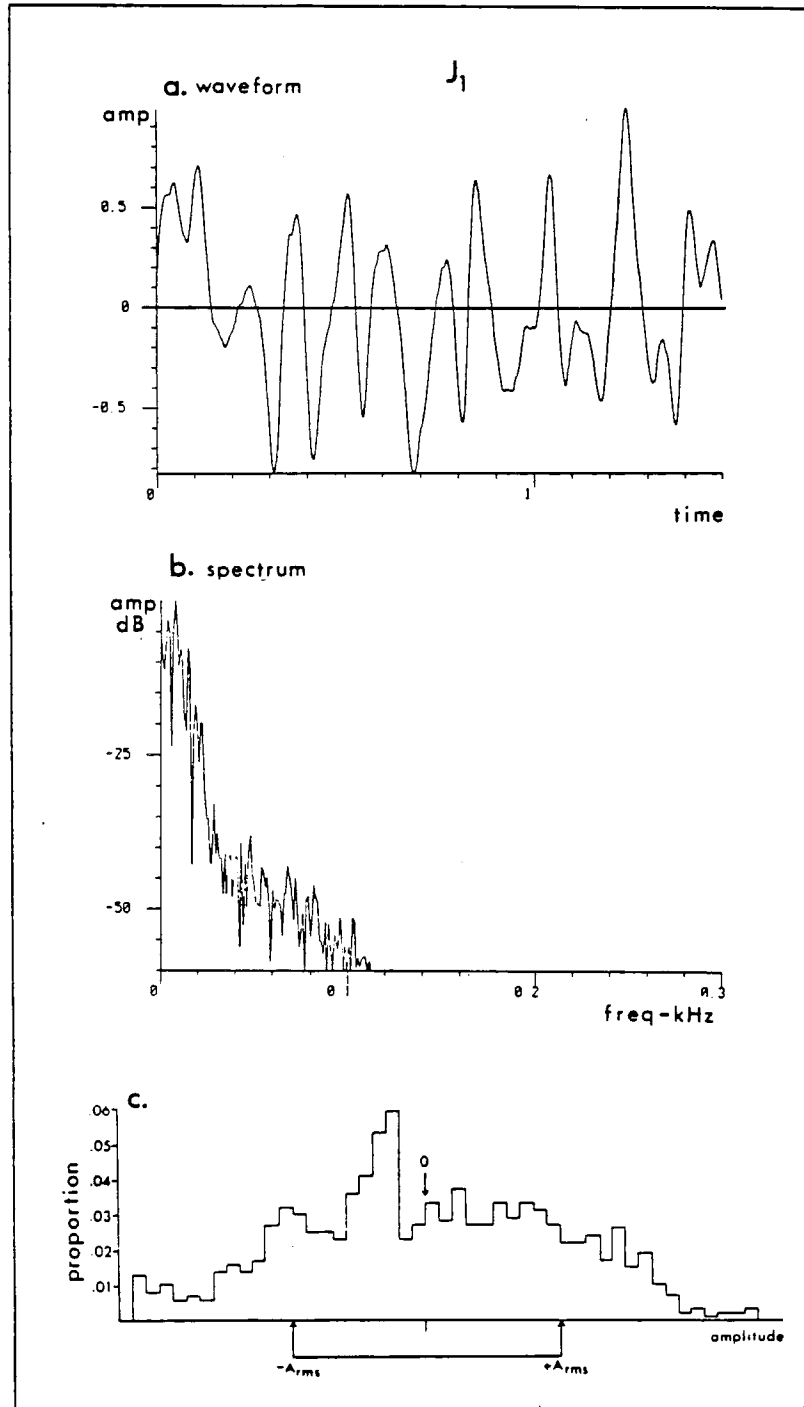 J1
a. waveform
amp
0.5
0
-0.5
0 1
time
b. spectrum
amp
dB
-25
-50
0 0.1 0.2 0.3
freq-kHz
c.
.06
.05
.04
.03
.02
.01
proportion
0
amplitude
-Arms +Arms